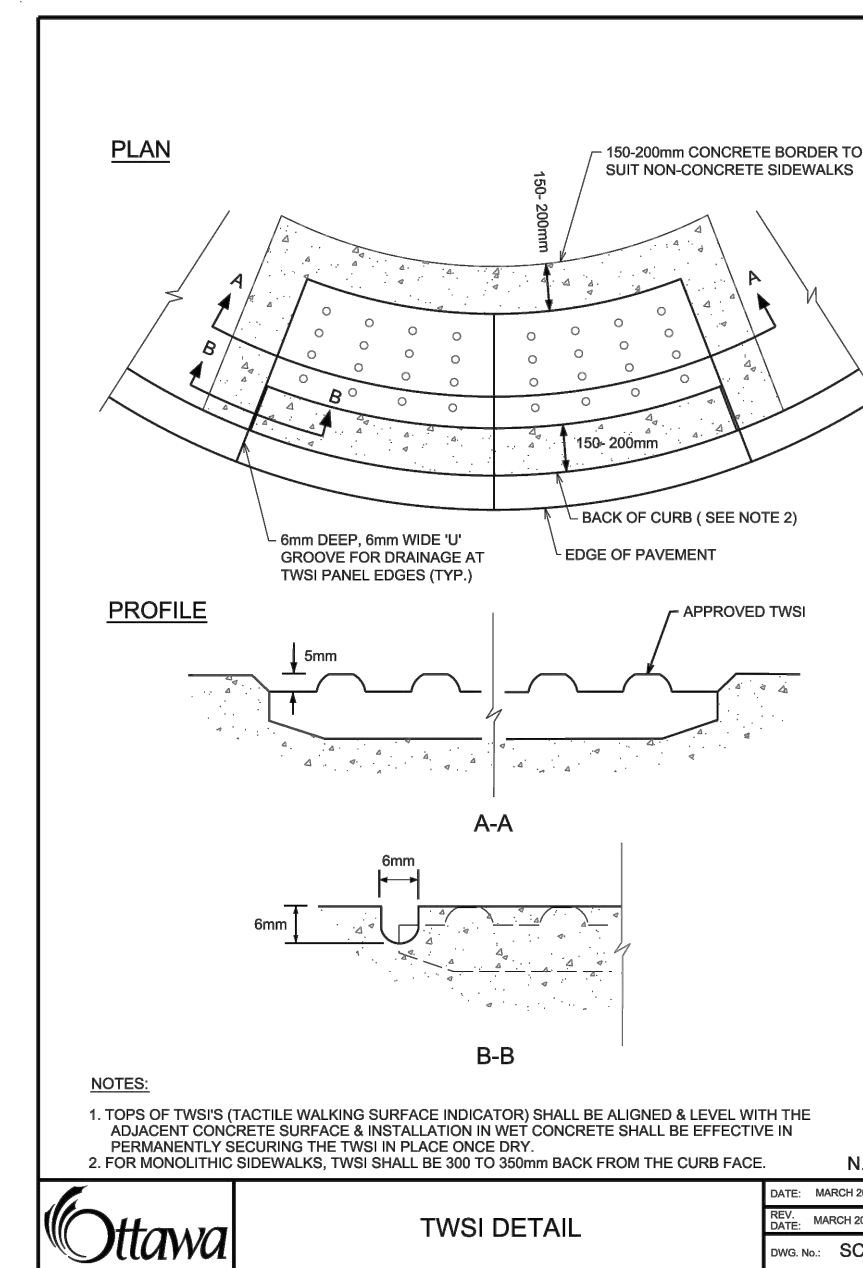 PLAN
150-200mm CONCRETE BORDER TO
SUIT NON-CONCRETE SIDEWALKS
150- 200mm
A
A
B
B
150- 200mm
BACK OF CURB ( SEE NOTE 2)
6mm DEEP, 6mm WIDE 'U'
GROOVE FOR DRAINAGE AT
TWSI PANEL EDGES (TYP.)
EDGE OF PAVEMENT
PROFILE
APPROVED TWSI
5mm
A-A
6mm
6mm
B-B
NOTES:
1. TOPS OF TWSI'S (TACTILE WALKING SURFACE INDICATOR) SHALL BE ALIGNED & LEVEL WITH THE
ADJACENT CONCRETE SURFACE & INSTALLATION IN WET CONCRETE SHALL BE EFFECTIVE IN
PERMANENTLY SECURING THE TWSI IN PLACE ONCE DRY.
2. FOR MONOLITHIC SIDEWALKS, TWSI SHALL BE 300 TO 350mm BACK FROM THE CURB FACE.
N.
Ottawa
TWSI DETAIL
DATE: MARCH 20
REV.
DATE: MARCH 20
DWG. No.: SC